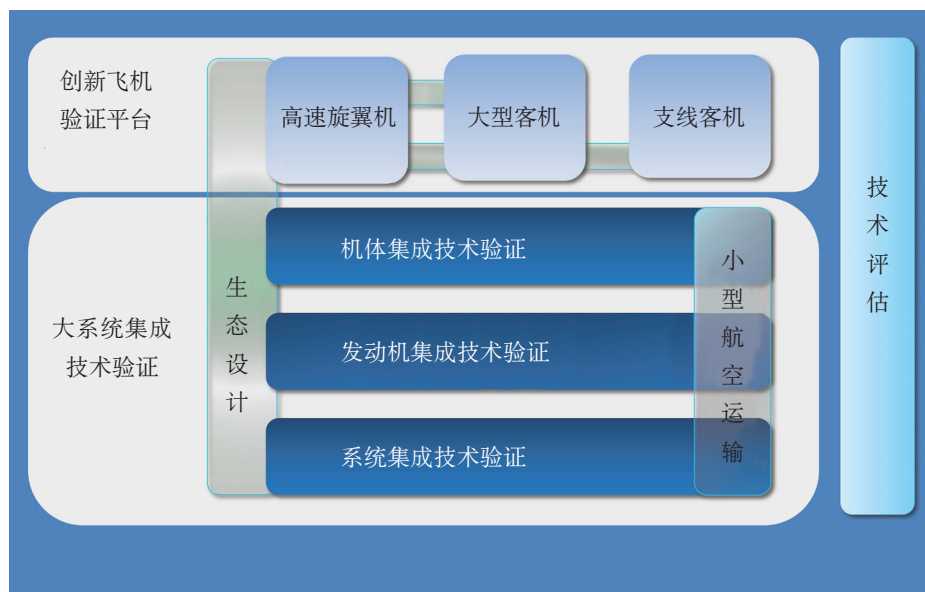 创新飞机
验证平台
高速旋翼机
大型客机
支线客机
大系统集成
技术验证
生态设计
机体集成技术验证
发动机集成技术验证
系统集成技术验证
小型航空运输
技术评估